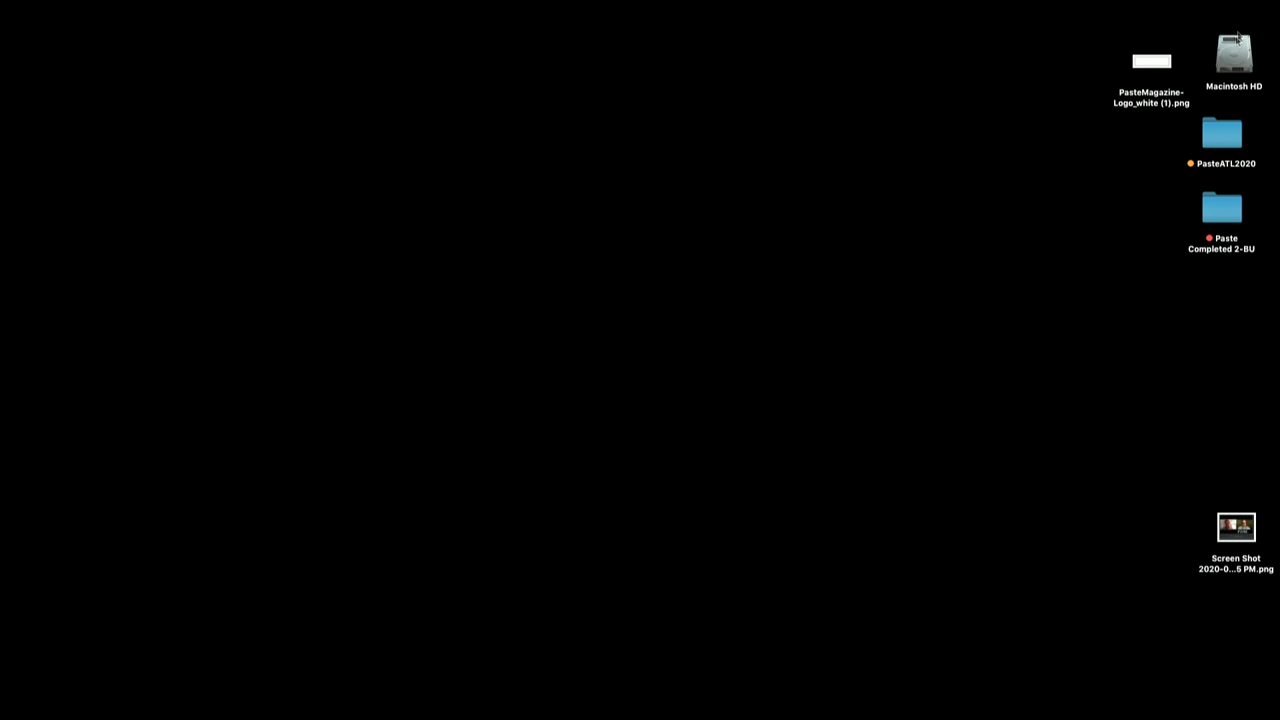 PasteMagazine-
Logo_white (1).png
Macintosh HD
PasteATL2020
Paste
Completed 2-BU
Screen Shot
2020-0...5 PM.png